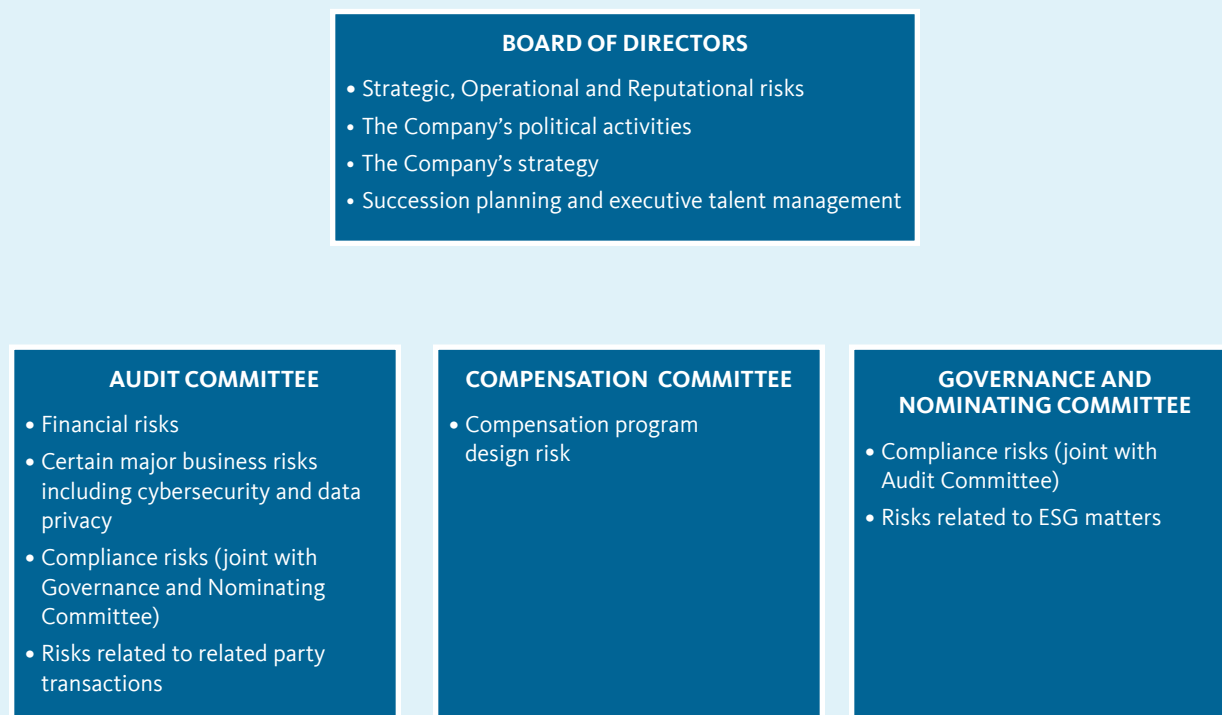 BOARD OF DIRECTORS
• Strategic, Operational and Reputational risks
• The Company’s political activities
• The Company’s strategy
• Succession planning and executive talent management
AUDIT COMMITTEE
• Financial risks
• Certain major business risks
including cybersecurity and data
privacy
• Compliance risks (joint with
Governance and Nominating
Committee)
• Risks related to related party
transactions
COMPENSATION COMMITTEE
• Compensation program
design risk
GOVERNANCE AND
NOMINATING COMMITTEE
• Compliance risks (joint with
Audit Committee)
• Risks related to ESG matters